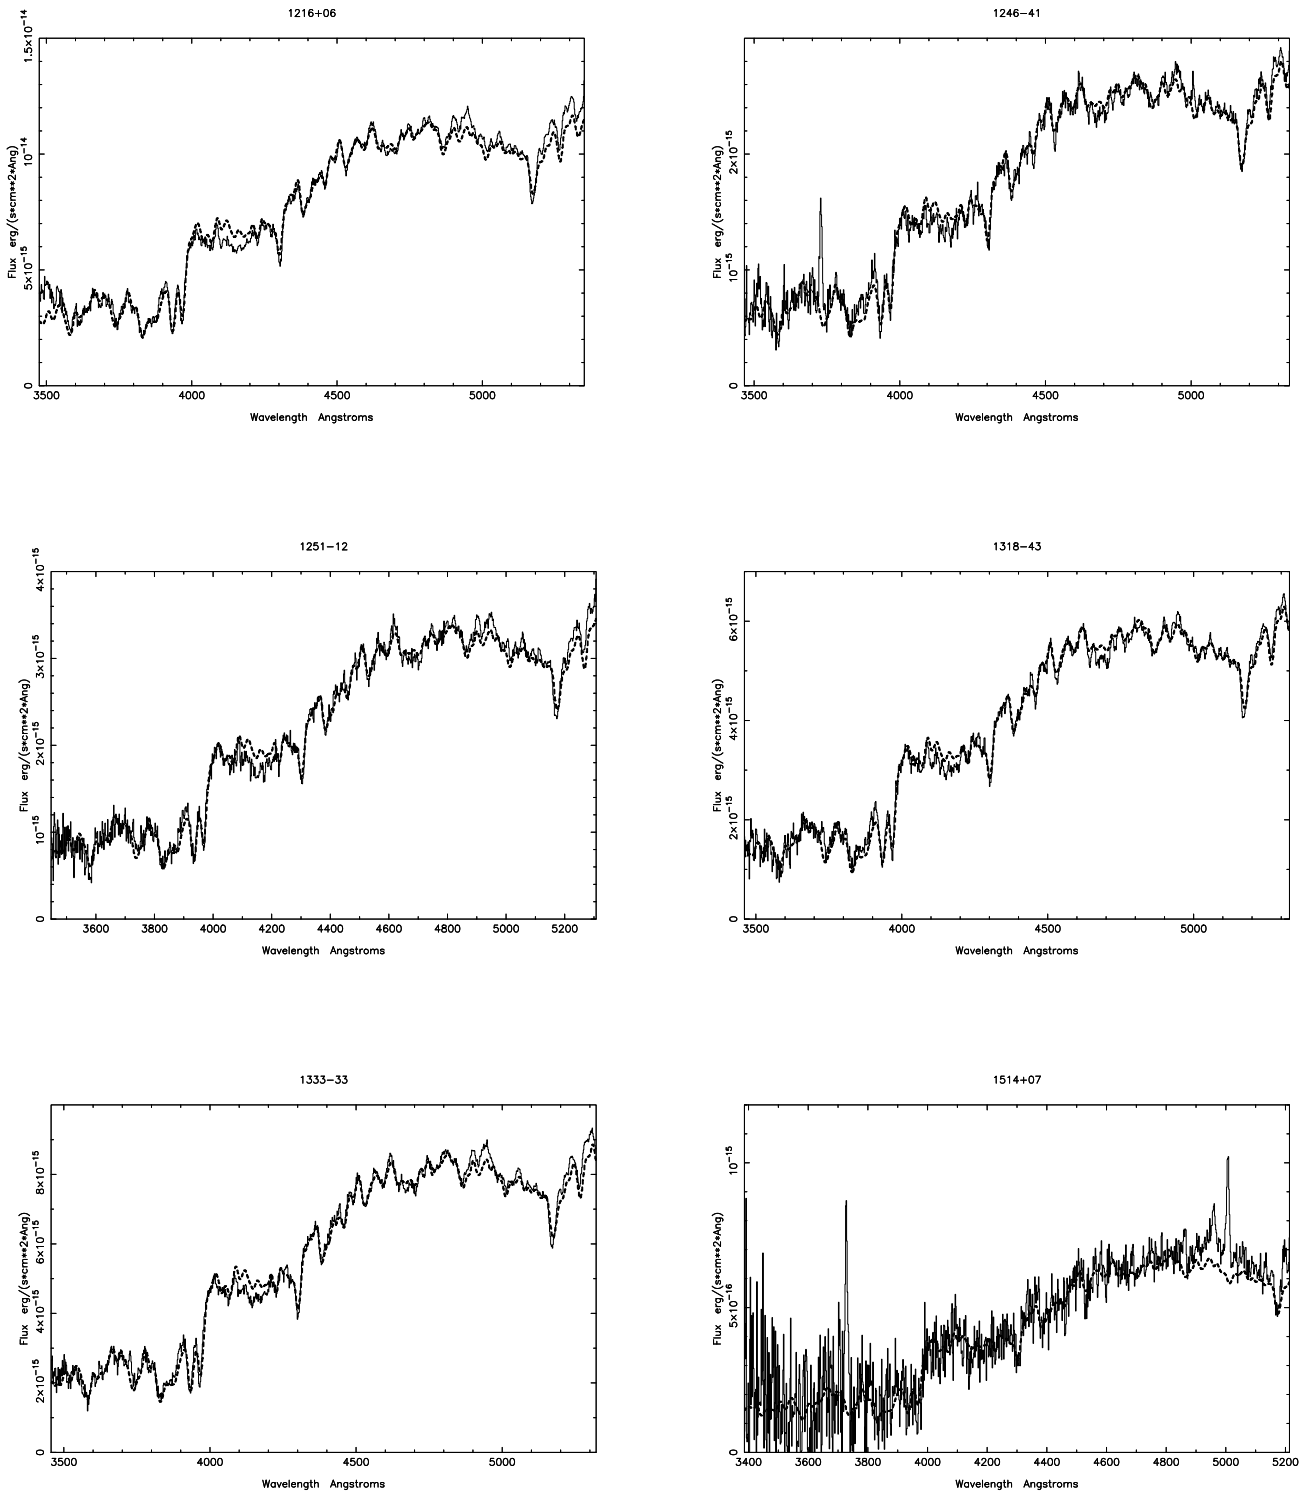 1216+06
1.5×10−14
10−14
5×10−15
0
Flux erg/(s*cm**2*Ang)
3500 4000 4500 5000
Wavelength Angstroms
1246−41
2×10−15
10−15
0
Flux erg/(s*cm**2*Ang)
3500 4000 4500 5000
Wavelength Angstroms
1251−12
4×10−15
3×10−15
2×10−15
10−15
0
Flux erg/(s*cm**2*Ang)
3600 3800 4000 4200 4400 4600 4800 5000 5200
Wavelength Angstroms
1318−43
6×10−15
4×10−15
2×10−15
0
Flux erg/(s*cm**2*Ang)
3500 4000 4500 5000
Wavelength Angstroms
1333−33
8×10−15
6×10−15
4×10−15
2×10−15
0
Flux erg/(s*cm**2*Ang)
3500 4000 4500 5000
Wavelength Angstroms
1514+07
10−15
5×10−16
0
Flux erg/(s*cm**2*Ang)
3400 3600 3800 4000 4200 4400 4600 4800 5000 5200
Wavelength Angstroms